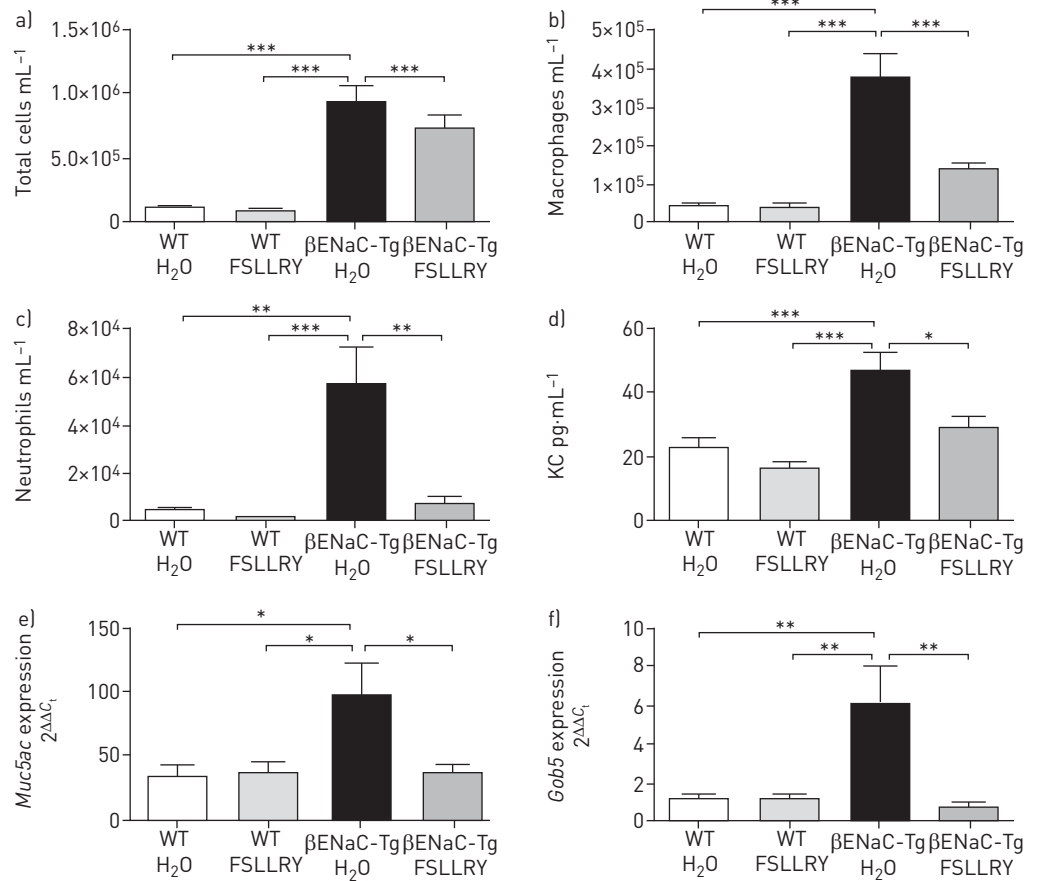 a)
Total cells mL⁻¹
1.5×10⁶
1.0×10⁶
5.0×10⁵
0
***
*** ***
WT WT βENaC-Tg βENaC-Tg
H₂O FSLLRY H₂O FSLLRY
b)
Macrophages mL⁻¹
5×10⁵
4×10⁵
3×10⁵
2×10⁵
1×10⁵
0
***
*** ***
WT WT βENaC-Tg βENaC-Tg
H₂O FSLLRY H₂O FSLLRY
c)
Neutrophils mL⁻¹
8×10⁴
6×10⁴
4×10⁴
2×10⁴
0
**
*** **
WT WT βENaC-Tg βENaC-Tg
H₂O FSLLRY H₂O FSLLRY
d)
KC pg·mL⁻¹
60
40
20
0
***
*** *
WT WT βENaC-Tg βENaC-Tg
H₂O FSLLRY H₂O FSLLRY
e)
Muc5ac expression
2ΔΔCt
150
100
50
0
*
* *
WT WT βENaC-Tg βENaC-Tg
H₂O FSLLRY H₂O FSLLRY
f)
Gob5 expression
2ΔΔCt
10
8
6
4
2
0
**
** **
WT WT βENaC-Tg βENaC-Tg
H₂O FSLLRY H₂O FSLLRY